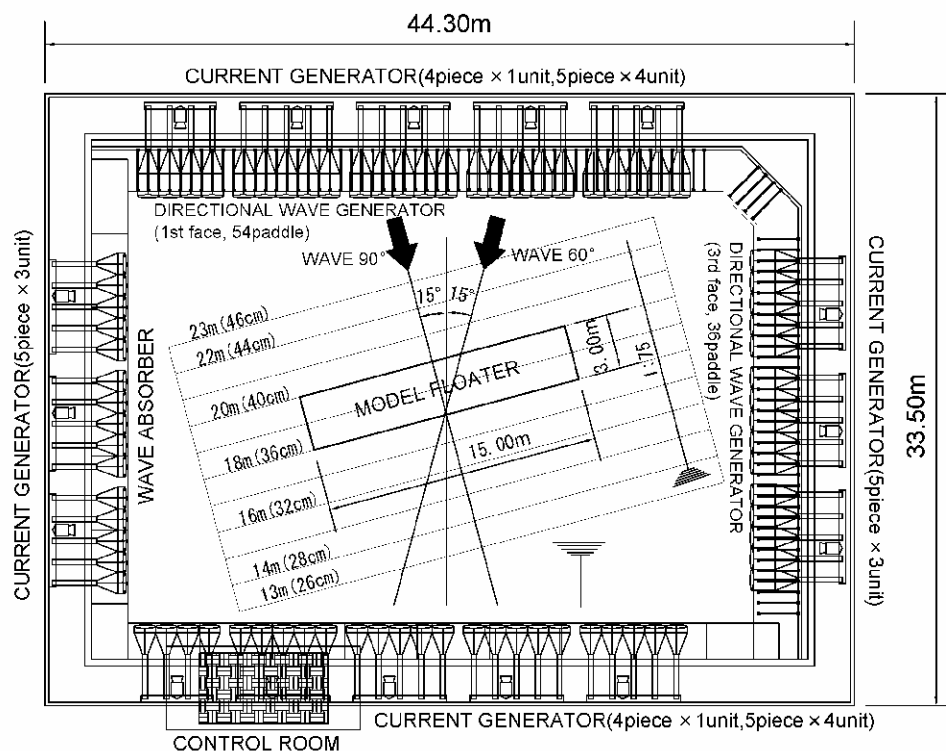 44.30m
CURRENT GENERATOR(4piece × 1unit,5piece × 4unit)
DIRECTIONAL WAVE GENERATOR
(1st face, 54paddle)
WAVE 90°
WAVE 60°
15°
15°
23m(46cm)
22m(44cm)
20m(40cm)
18m(36cm)
16m(32cm)
14m(28cm)
13m(26cm)
MODEL FLOATER
3.00m
1.75
15.00m
WAVE ABSORBER
CURRENT GENERATOR(5piece × 3unit)
DIRECTIONAL WAVE GENERATOR
(3rd face, 36paddle)
CURRENT GENERATOR(5piece × 3unit)
33.50m
CURRENT GENERATOR(4piece × 1unit,5piece × 4unit)
CONTROL ROOM